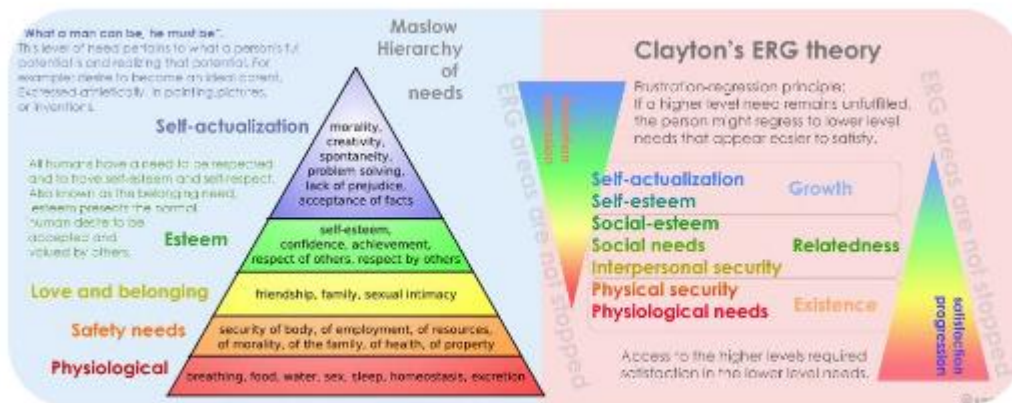 "What a man can be, he must be".
This level of need pertains to what a person's full
potential is and realizing that potential. For
example: desire to become an ideal parent.
Expressed athletically, in painting, pictures,
or inventions.
Maslow
Hierarchy
of
needs
Self-actualization
morality,
creativity,
spontaneity,
problem solving,
lack of prejudice,
acceptance of facts
All humans have a need to be respected
and to have self-esteem and self-respect.
Also known as the belonging need,
esteem presents the normal
human desire to be
accepted and
valued by others.
Esteem
self-esteem,
confidence, achievement,
respect of others, respect by others
Love and belonging
friendship, family, sexual intimacy
Safety needs
security of body, of employment, of resources,
of morality, of the family, of health, of property
Physiological
breathing, food, water, sex, sleep, homeostasis, excretion
Clayton's ERG theory
ERG areas are not stopped
Frustration-regression principle:
If a higher level need remains unfulfilled,
the person might regress to lower level
needs that appear easier to satisfy.
Self-actualization
Self-esteem
Growth
Social-esteem
Social needs
Relatedness
Interpersonal security
Physical security
Existence
Physiological needs
Access to the higher levels required
satisfaction in the lower level needs.
satisfaction
progression
ERG areas are not stopped